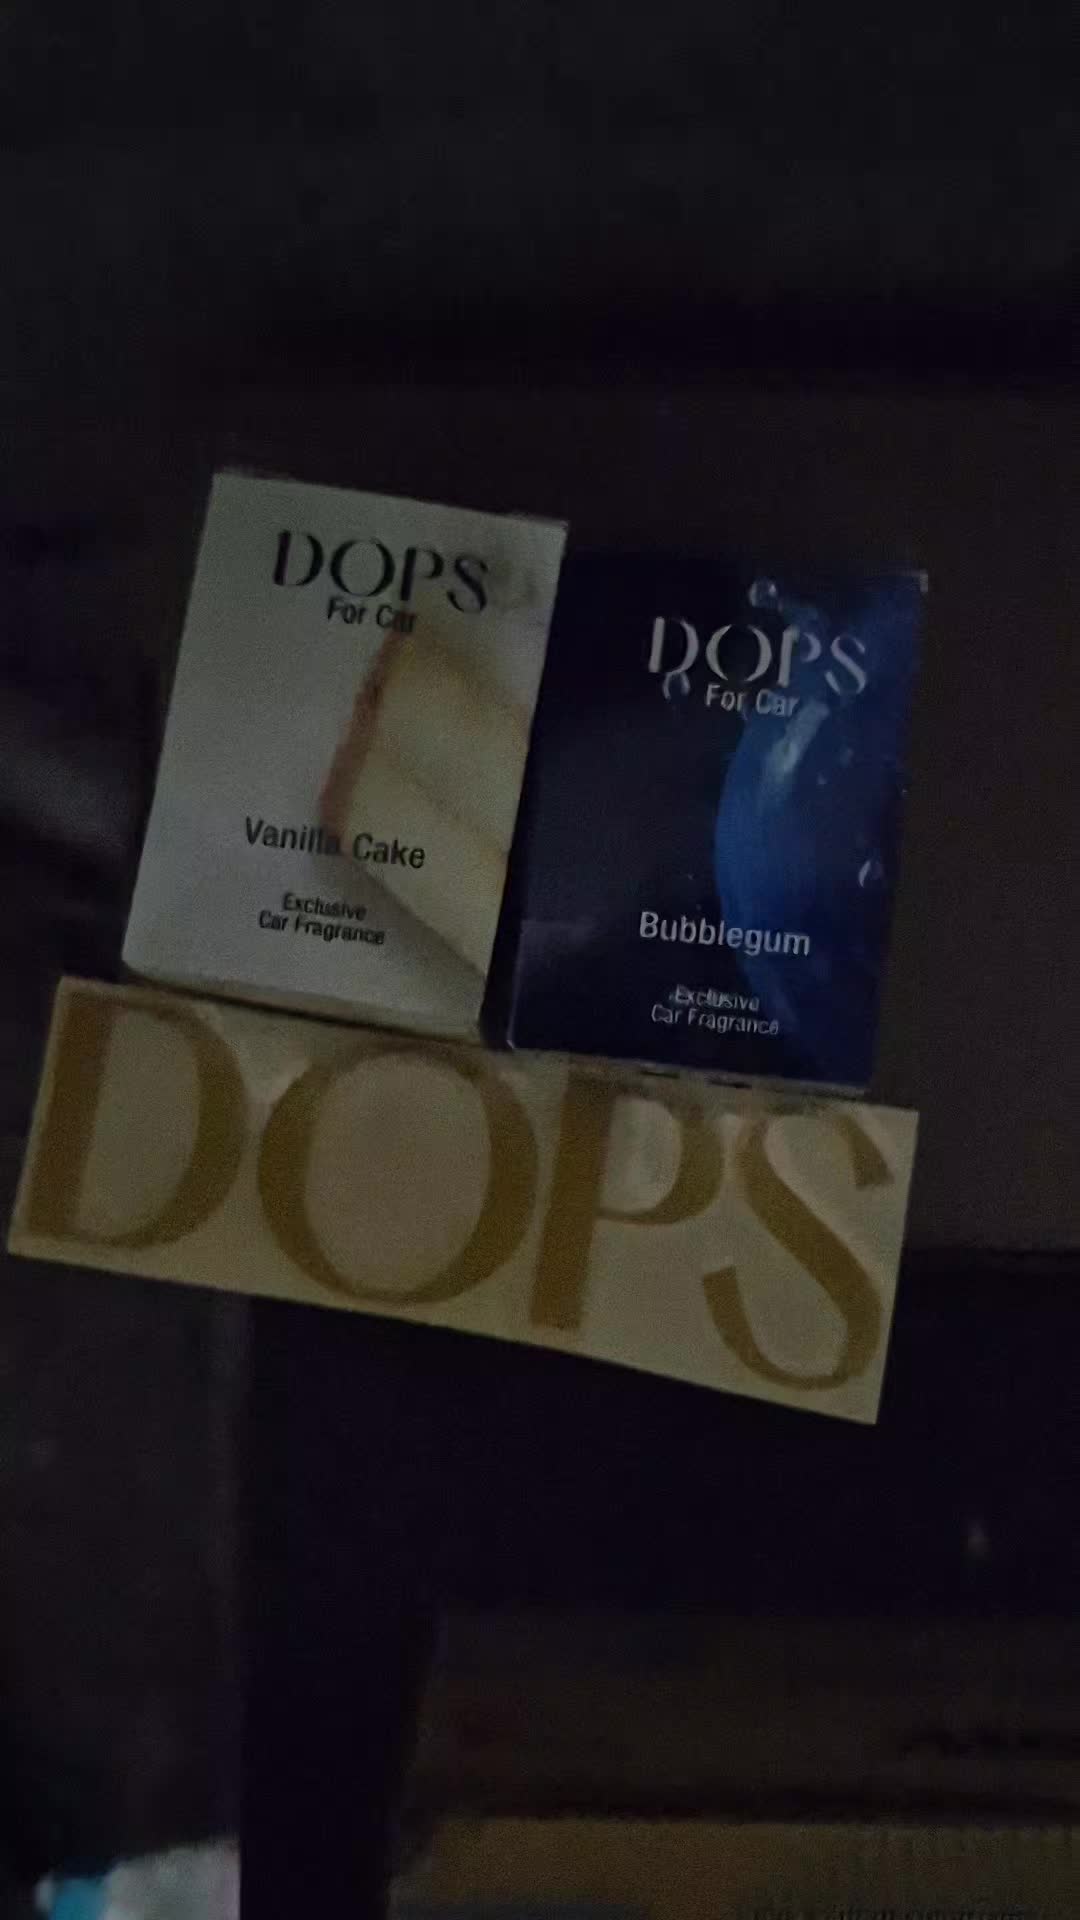 DOPS
For Car
Vanilla Cake
Exclusive
Car Fragrance
DOPS
For Car
Bubblegum
Exclusive
Car Fragrance
DOPS